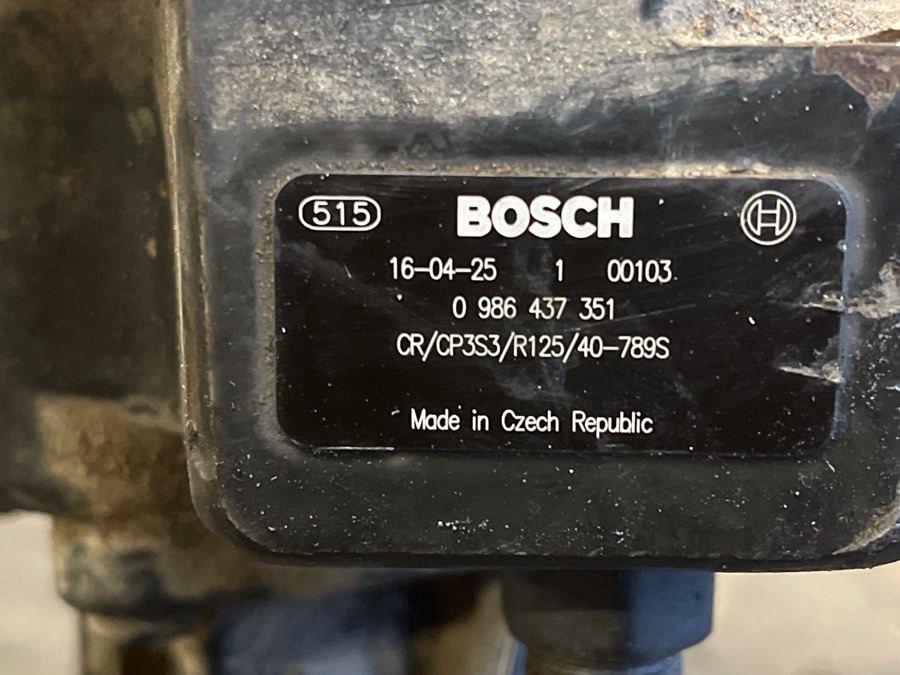 515 BOSCH
16-04-25 1 00103
0 986 437 351
CR/CP3S3/R125/40-789S
Made in Czech Republic